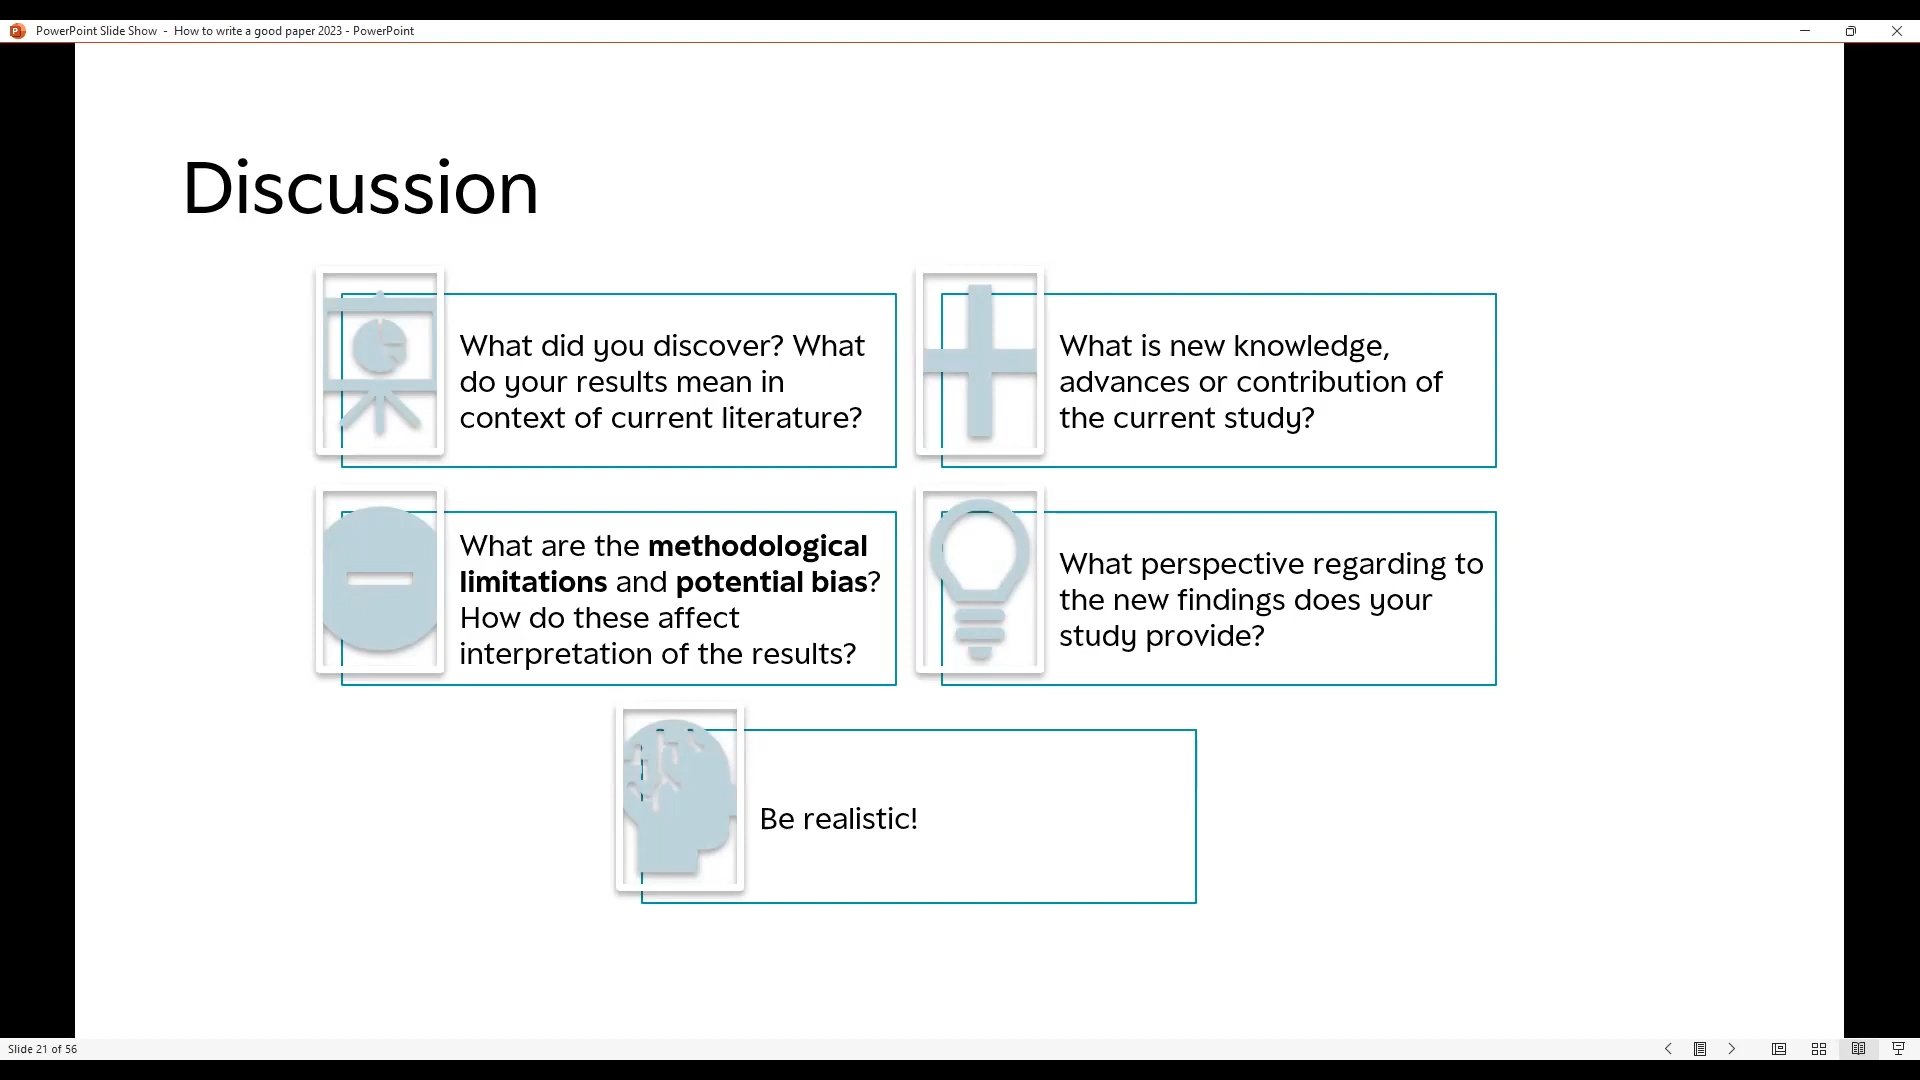 PowerPoint Slide Show - How to write a good paper 2023 - PowerPoint
Discussion
What did you discover? What
do your results mean in
context of current literature?
What is new knowledge,
advances or contribution of
the current study?
What are the methodological
limitations and potential bias?
How do these affect
interpretation of the results?
What perspective regarding to
the new findings does your
study provide?
Be realistic!
Slide 21 of 56